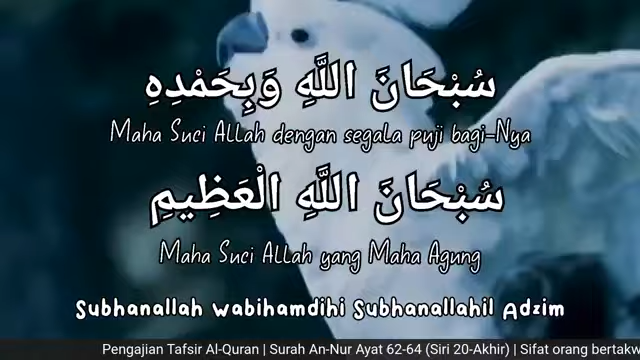 سُبْحَانَ اللَّهِ وَبِحَمْدِهِ
Maha Suci Allah dengan segala puji bagi-Nya
سُبْحَانَ اللَّهِ الْعَظِيمِ
Maha Suci Allah yang Maha Agung
Subhanallah Wabihamdihi Subhanallahil Adzim
Pengajian Tafsir Al-Quran | Surah An-Nur Ayat 62-64 (Siri 20-Akhir) | Sifat orang bertakw